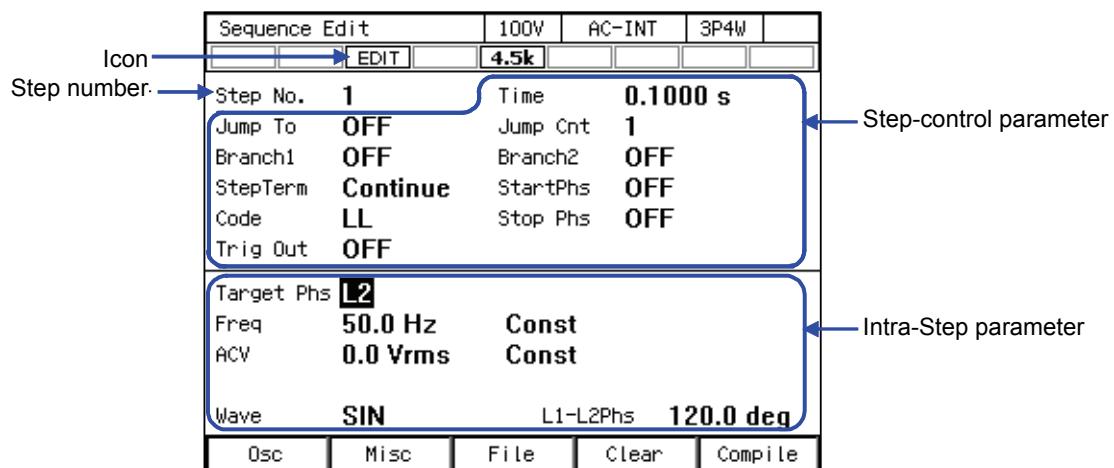 Sequence Edit 100V AC-INT 3P4W
Icon EDIT 4.5k
Step number Step No. 1 Time 0.1000 s
Jump To OFF Jump Cnt 1 Step-control parameter
Branch1 OFF Branch2 OFF
StepTerm Continue StartPhs OFF
Code LL Stop Phs OFF
Trig Out OFF
Target Phs L2
Freq 50.0 Hz Const Intra-Step parameter
ACV 0.0 Vrms Const
Wave SIN L1-L2Phs 120.0 deg
Osc Misc File Clear Compile